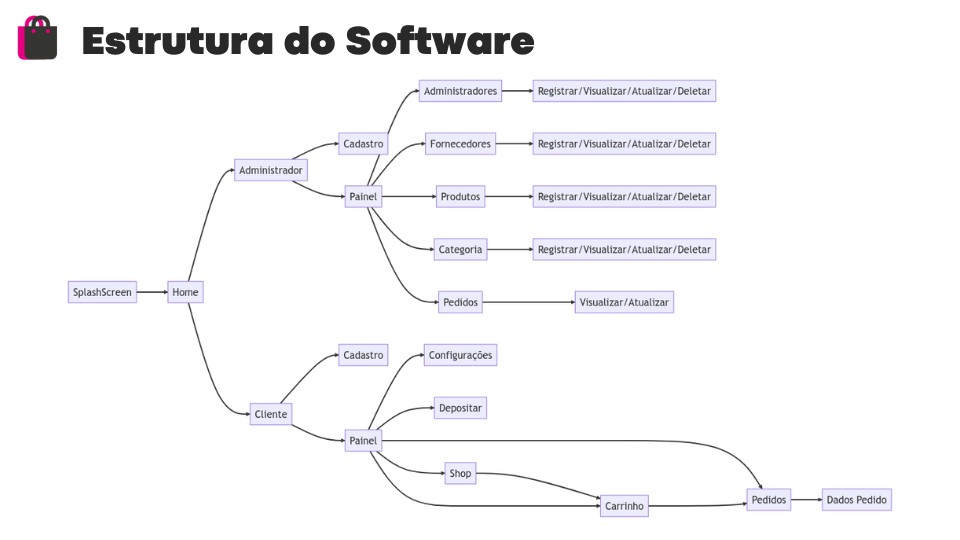 Estrutura do Software
Administradores
Registrar/Visualizar/Atualizar/Deletar
Cadastro
Fornecedores
Registrar/Visualizar/Atualizar/Deletar
Administrador
Painel
Produtos
Registrar/Visualizar/Atualizar/Deletar
Categoria
Registrar/Visualizar/Atualizar/Deletar
SplashScreen
Home
Pedidos
Visualizar/Atualizar
Cadastro
Configurações
Cliente
Depositar
Painel
Shop
Carrinho
Pedidos
Dados Pedido